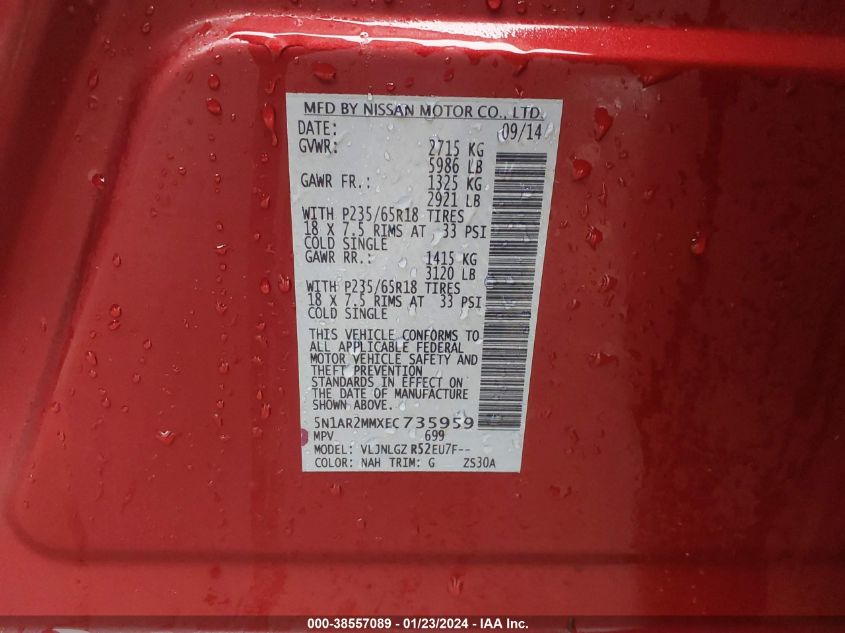 MFD BY NISSAN MOTOR CO., LTD.
DATE: 09/14
GVWR: 2715 KG
5986 LB
GAWR FR.: 1325 KG
2921 LB
WITH P235/65R18 TIRES
18 X 7.5 RIMS AT 33 PSI
COLD SINGLE
GAWR RR.: 1415 KG
3120 LB
WITH P235/65R18 TIRES
18 X 7.5 RIMS AT 33 PSI
COLD SINGLE
THIS VEHICLE CONFORMS TO
ALL APPLICABLE FEDERAL
MOTOR VEHICLE SAFETY AND
THEFT PREVENTION
STANDARDS IN EFFECT ON
THE DATE OF MANUFACTURE
SHOWN ABOVE.
5N1AR2MMXEC735959
MPV 699
MODEL: VLJNLGZ R52EU7F--
COLOR: NAH TRIM: G ZS30A
000-38557089 - 01/23/2024 - IAA Inc.